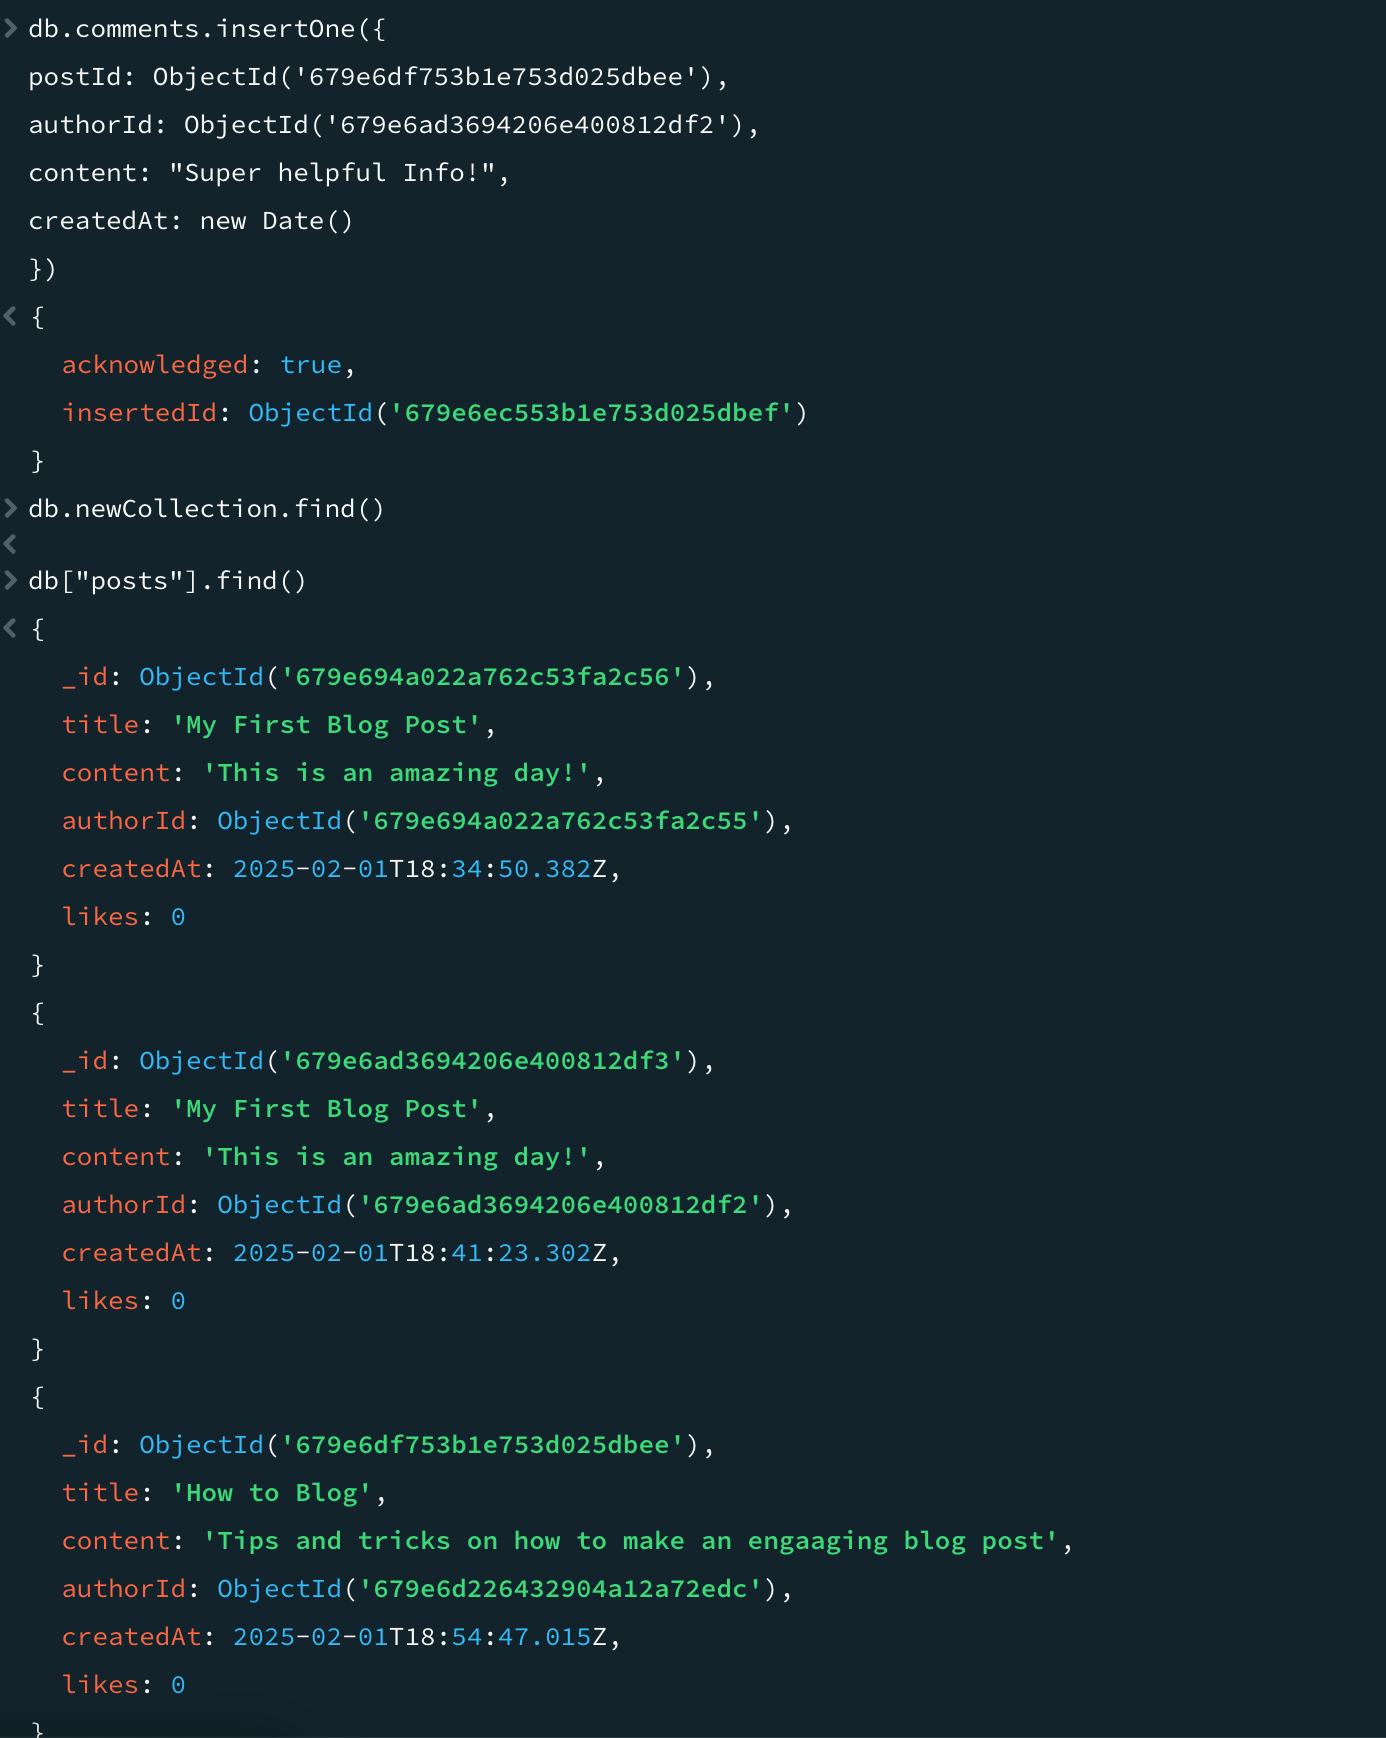 > db.comments.insertOne({
postId: ObjectId('679e6df753b1e753d025dbee'),
authorId: ObjectId('679e6ad3694206e400812df2'),
content: "Super helpful Info!",
createdAt: new Date()
})
< {
acknowledged: true,
insertedId: ObjectId('679e6ec553b1e753d025dbef')
}
> db.newCollection.find()
<
> db["posts"].find()
< {
_id: ObjectId('679e694a022a762c53fa2c56'),
title: 'My First Blog Post',
content: 'This is an amazing day!',
authorId: ObjectId('679e694a022a762c53fa2c55'),
createdAt: 2025-02-01T18:34:50.382Z,
likes: 0
}
{
_id: ObjectId('679e6ad3694206e400812df3'),
title: 'My First Blog Post',
content: 'This is an amazing day!',
authorId: ObjectId('679e6ad3694206e400812df2'),
createdAt: 2025-02-01T18:41:23.302Z,
likes: 0
}
{
_id: ObjectId('679e6df753b1e753d025dbee'),
title: 'How to Blog',
content: 'Tips and tricks on how to make an engaaging blog post',
authorId: ObjectId('679e6d226432904a12a72edc'),
createdAt: 2025-02-01T18:54:47.015Z,
likes: 0
}